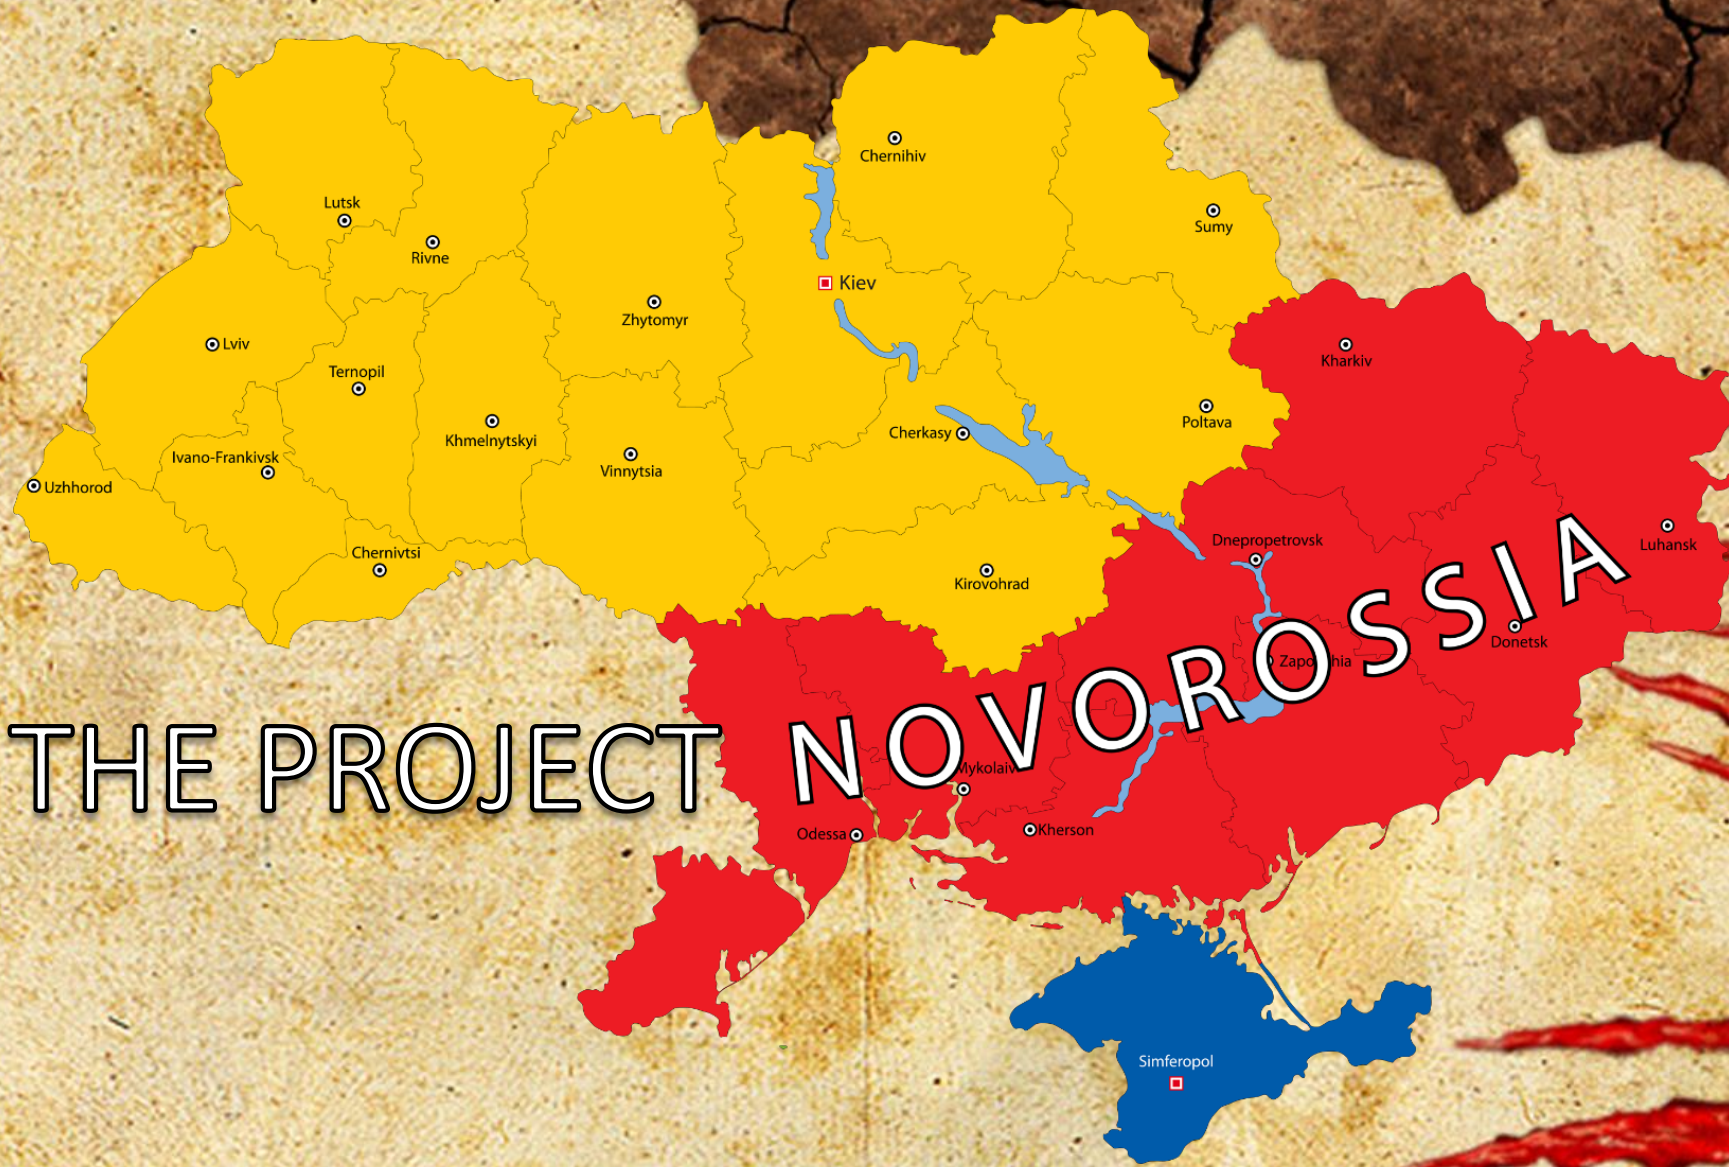 Chernihiv
Lutsk
Sumy
Rivne
Kiev
Zhytomyr
Lviv
Kharkiv
Ternopil
Poltava
Khmelnytskyi
Cherkasy
Ivano-Frankivsk
Vinnytsia
Uzhhorod
Dnepropetrovsk
Luhansk
Chernivtsi
Kirovohrad
Donetsk
THE PROJECT NOVOROSSIA
Mykolaiv
Odessa
Kherson
Simferopol